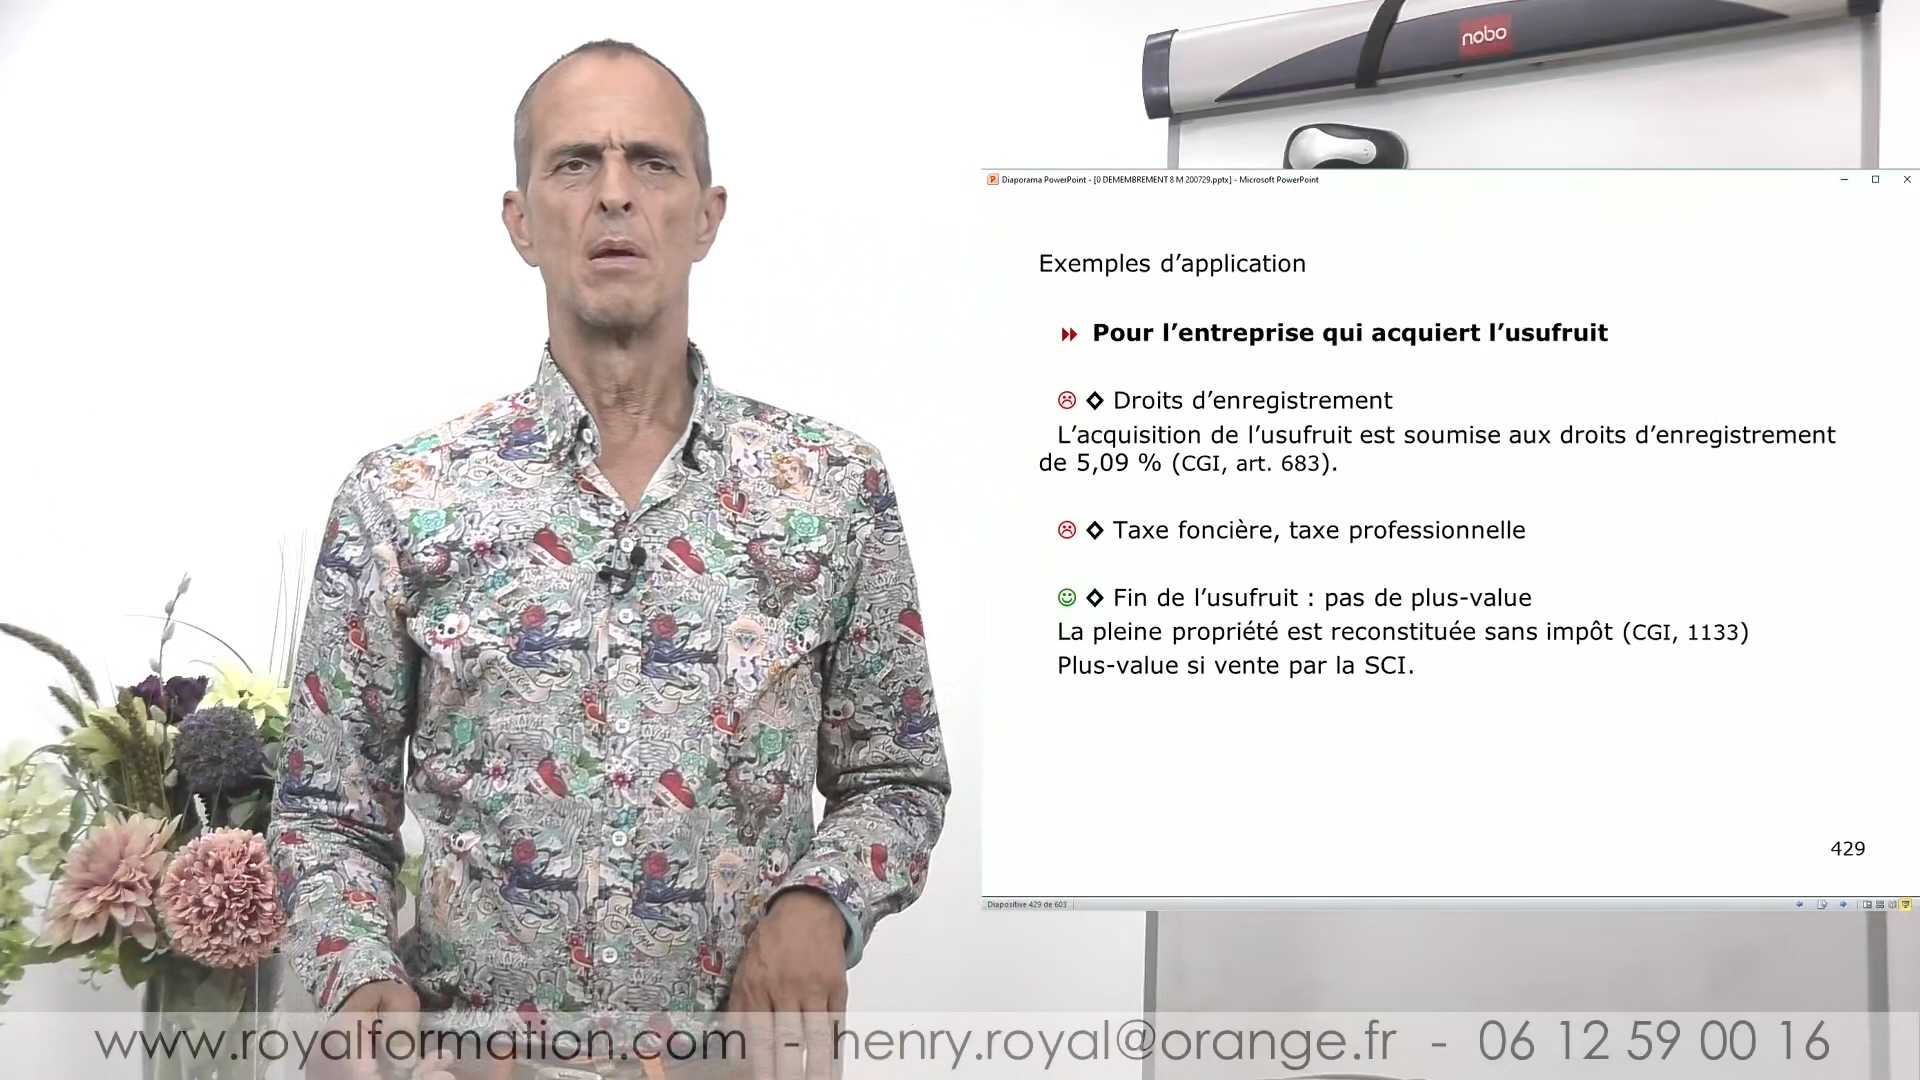 nobo
Diaporama PowerPoint - [0 DEMEMBREMENT 8 M 200729.pptx] - Microsoft PowerPoint
Exemples d’application
Pour l’entreprise qui acquiert l’usufruit
Droits d’enregistrement
L’acquisition de l’usufruit est soumise aux droits d’enregistrement
de 5,09 % (CGI, art. 683).
Taxe foncière, taxe professionnelle
Fin de l’usufruit : pas de plus-value
La pleine propriété est reconstituée sans impôt (CGI, 1133)
Plus-value si vente par la SCI.
429
Diapositive 429 de 603
www.royalformation.com - henry.royal@orange.fr - 06 12 59 00 16